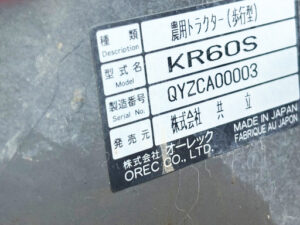 種類 農用トラクター(歩行型)
Description
型式名 KR60S
Model
製造番号 QYZCA00003
Serial No.
発売元 株式会社 共立
MADE IN JAPAN
FABRIQUÉ AU JAPON
株式会社 オーレック
OREC CO., LTD.